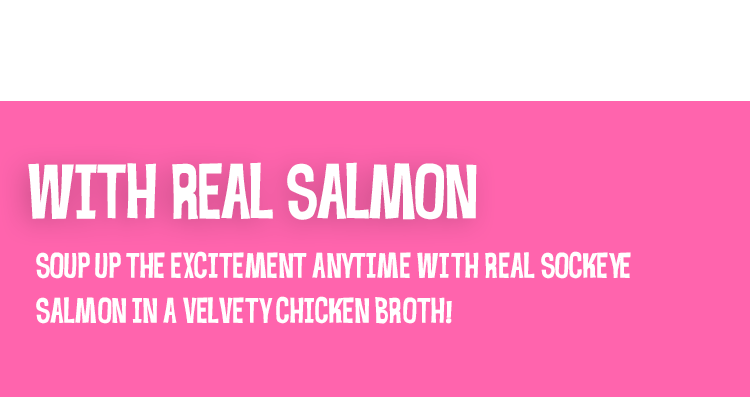 WITH REAL SALMON
SOUP UP THE EXCITEMENT ANYTIME WITH REAL SOCKEYE
SALMON IN A VELVETY CHICKEN BROTH!